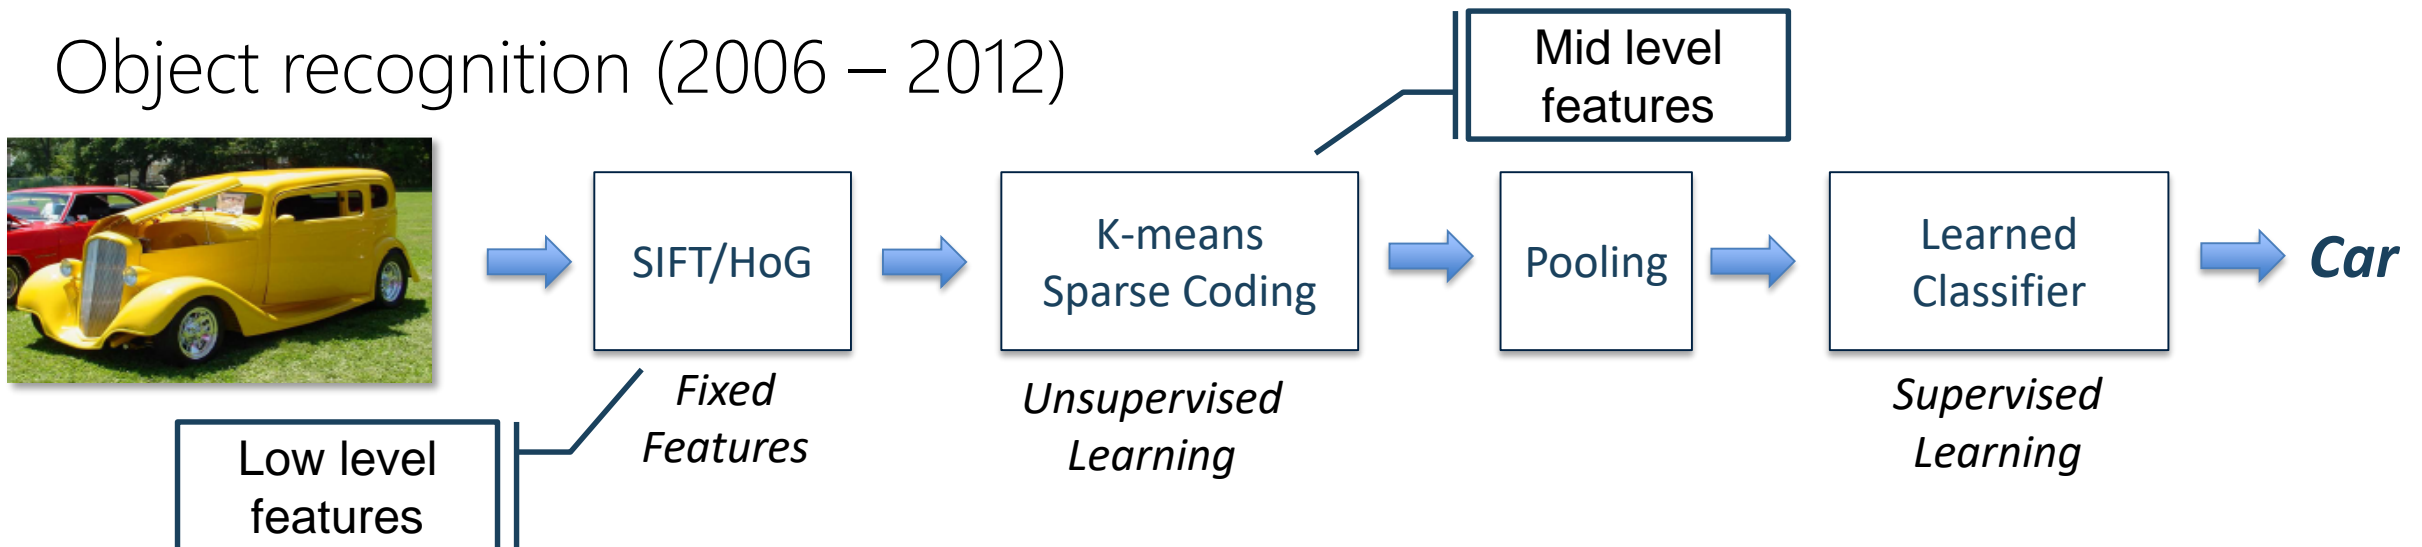 Object recognition (2006 – 2012)
Mid level
features
SIFT/HoG
K-means
Sparse Coding
Pooling
Learned
Classifier
Car
Fixed
Features
Unsupervised
Learning
Supervised
Learning
Low level
features